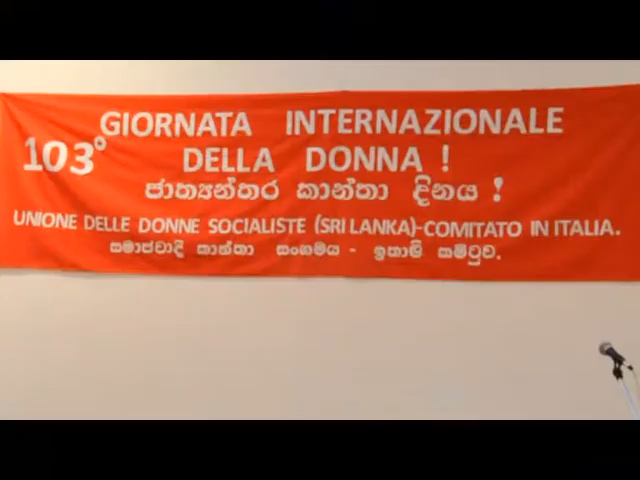 103° GIORNATA INTERNAZIONALE
DELLA DONNA !
ජාත්‍යන්තර කාන්තා දිනය !
UNIONE DELLE DONNE SOCIALISTE (SRI LANKA)-COMITATO IN ITALIA.
සමාජවාදී කාන්තා සංගමය - ඉතාලි කමිටුව.